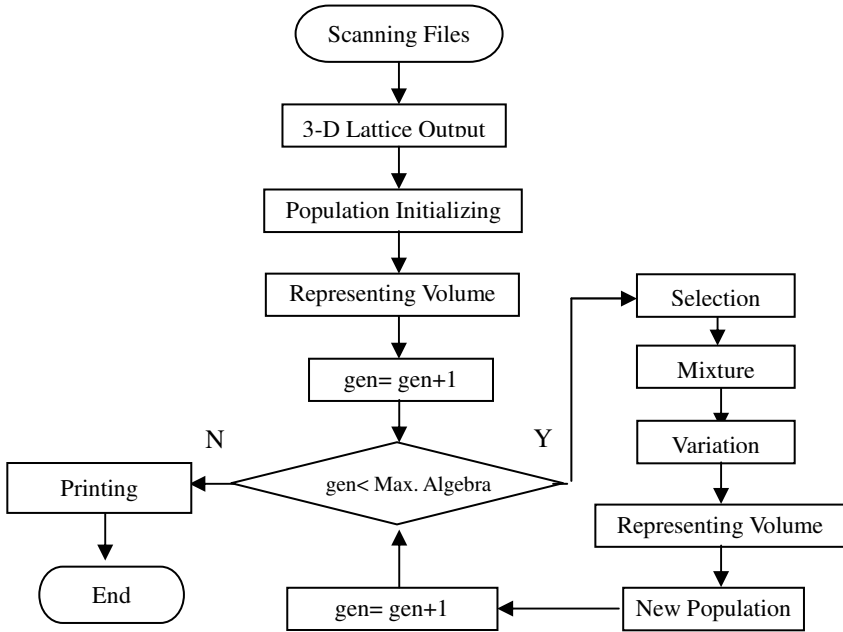 Scanning Files
3-D Lattice Output
Population Initializing
Representing Volume
gen= gen+1
gen< Max. Algebra
N
Y
Printing
End
Selection
Mixture
Variation
Representing Volume
New Population
gen= gen+1